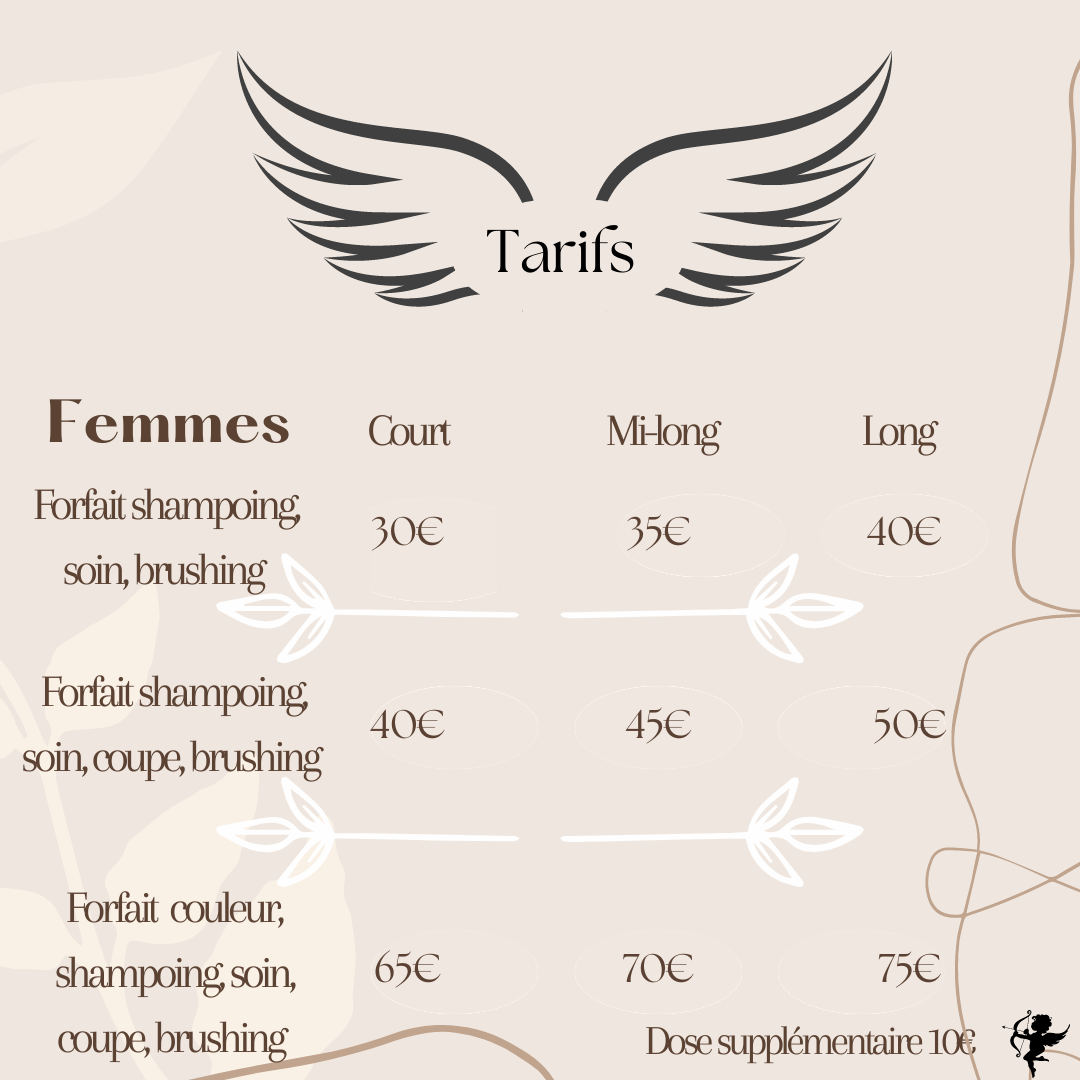 Tarifs
Femmes Court Mi-long Long
Forfait shampoing,
soin, brushing
30€ 35€ 40€
Forfait shampoing,
soin, coupe, brushing
40€ 45€ 50€
Forfait couleur,
shampoing, soin,
coupe, brushing
65€ 70€ 75€
Dose supplémentaire 10€